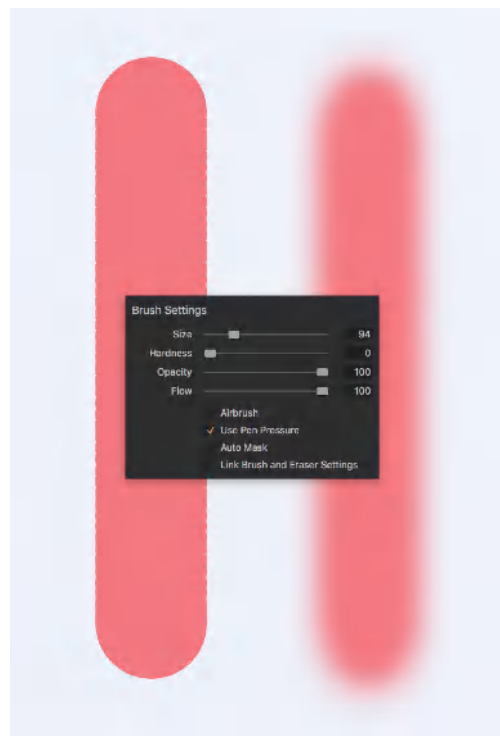 Brush Settings
Size 94
Hardness 0
Opacity 100
Flow 100
Airbrush
✓ Use Pen Pressure
Auto Mask
Link Brush and Eraser Settings